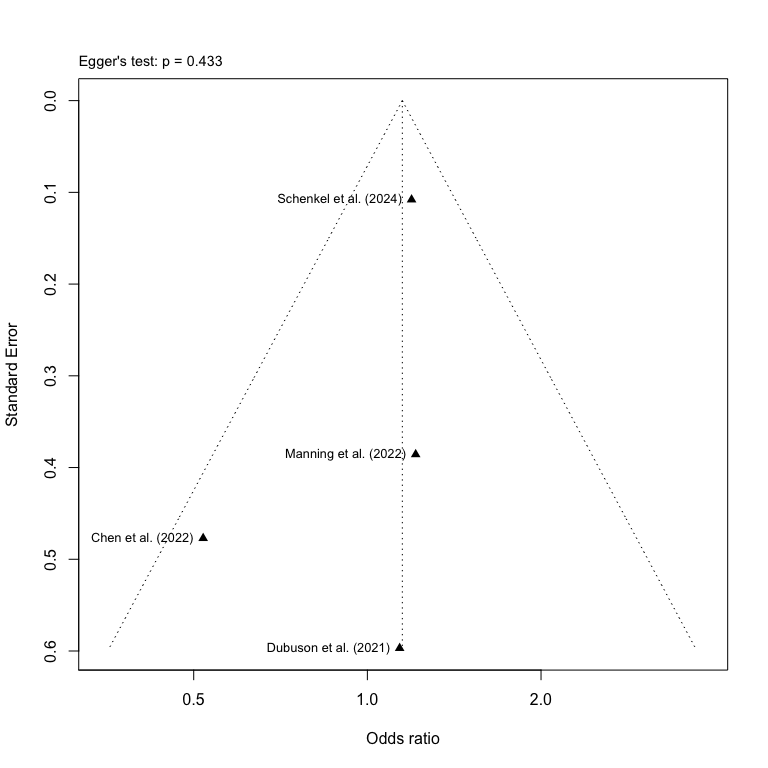 Egger's test: p = 0.433
0.0
0.1
Schenkel et al. (2024)
0.2
Standard Error
0.3
0.4
Manning et al. (2022)
Chen et al. (2022)
0.5
Dubuson et al. (2021)
0.6
0.5 1.0 2.0
Odds ratio